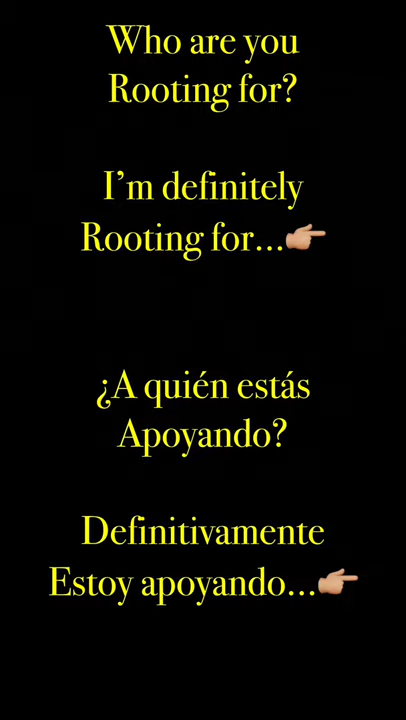 Who are you
Rooting for?
I'm definitely
Rooting for...👉🏼
¿A quién estás
Apoyando?
Definitivamente
Estoy apoyando...👉🏼